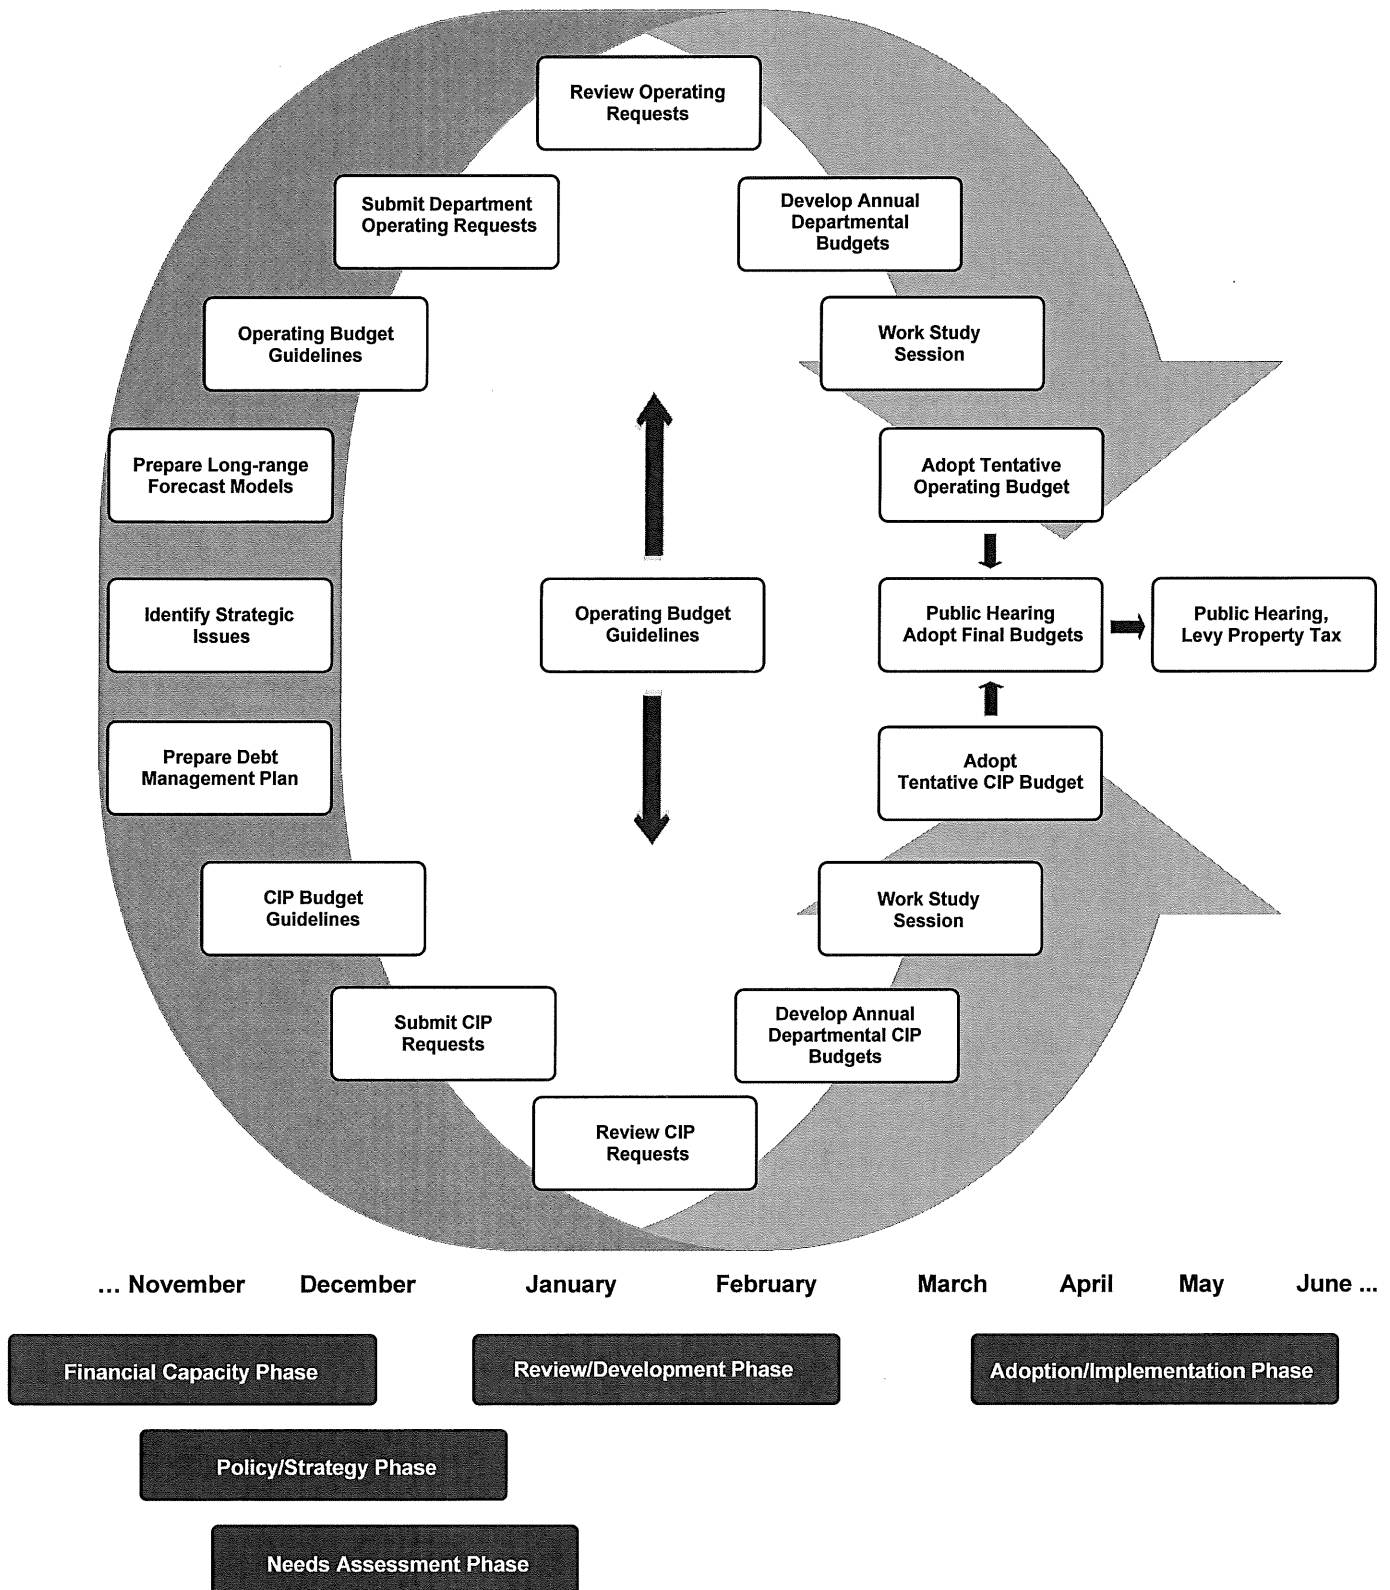 Review Operating
Requests
Submit Department
Operating Requests
Develop Annual
Departmental
Budgets
Operating Budget
Guidelines
Work Study
Session
Prepare Long-range
Forecast Models
Adopt Tentative
Operating Budget
Identify Strategic
Issues
Operating Budget
Guidelines
Public Hearing
Adopt Final Budgets
Public Hearing,
Levy Property Tax
Prepare Debt
Management Plan
Adopt
Tentative CIP Budget
CIP Budget
Guidelines
Work Study
Session
Submit CIP
Requests
Develop Annual
Departmental CIP
Budgets
Review CIP
Requests
... November December January February March April May June ...
Financial Capacity Phase
Review/Development Phase
Adoption/Implementation Phase
Policy/Strategy Phase
Needs Assessment Phase